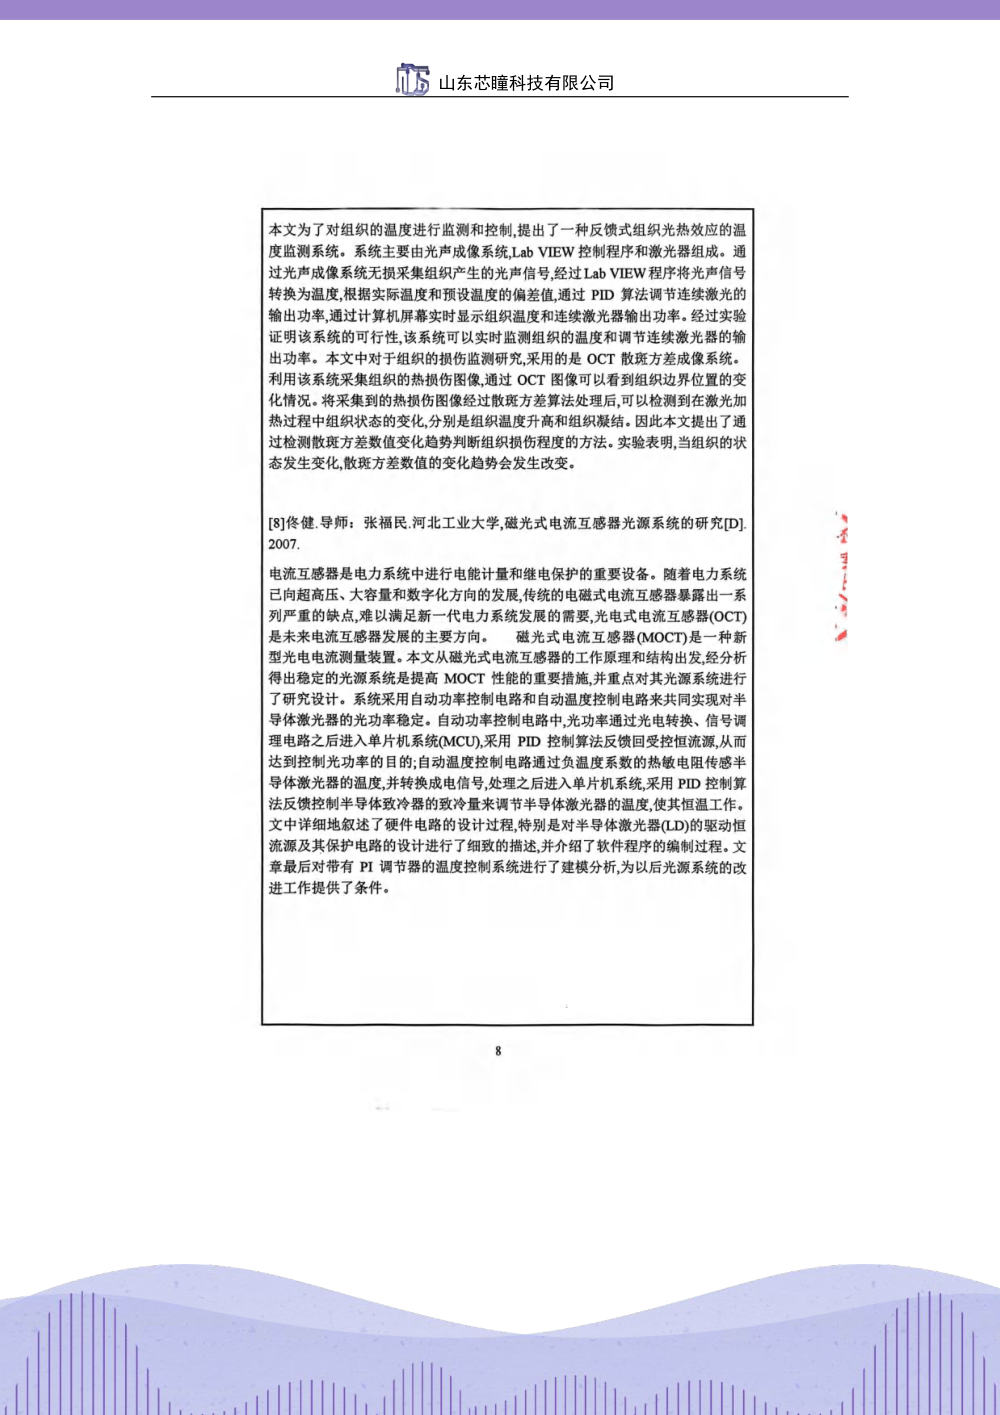 山东芯瞳科技有限公司
本文为了对组织的温度进行监测和控制,提出了一种反馈式组织光热效应的温
度监测系统。系统主要由光声成像系统,Lab VIEW 控制程序和激光器组成。通
过光声成像系统无损采集组织产生的光声信号,经过Lab VIEW程序将光声信号
转换为温度,根据实际温度和预设温度的偏差值,通过 PID 算法调节连续激光的
输出功率,通过计算机屏幕实时显示组织温度和连续激光器输出功率。经过实验
证明该系统的可行性,该系统可以实时监测组织的温度和调节连续激光器的输
出功率。本文中对于组织的损伤监测研究,采用的是 OCT 散斑方差成像系统。
利用该系统采集组织的热损伤图像,通过 OCT 图像可以看到组织边界位置的变
化情况。将采集到的热损伤图像经过散斑方差算法处理后,可以检测到在激光加
热过程中组织状态的变化,分别是组织温度升高和组织凝结。因此本文提出了通
过检测散斑方差数值变化趋势判断组织损伤程度的方法。实验表明,当组织的状
态发生变化,散斑方差数值的变化趋势会发生改变。
[8]佟健.导师：张福民.河北工业大学,磁光式电流互感器光源系统的研究[D].
2007.
电流互感器是电力系统中进行电能计量和继电保护的重要设备。随着电力系统
已向超高压、大容量和数字化方向的发展,传统的电磁式电流互感器暴露出一系
列严重的缺点,难以满足新一代电力系统发展的需要,光电式电流互感器(OCT)
是未来电流互感器发展的主要方向。 磁光式电流互感器(MOCT)是一种新
型光电电流测量装置。本文从磁光式电流互感器的工作原理和结构出发,经分析
得出稳定的光源系统是提高 MOCT 性能的重要措施,并重点对其光源系统进行
了研究设计。系统采用自动功率控制电路和自动温度控制电路来共同实现对半
导体激光器的光功率稳定。自动功率控制电路中,光功率通过光电转换、信号调
理电路之后进入单片机系统(MCU),采用 PID 控制算法反馈回受控恒流源,从而
达到控制光功率的目的;自动温度控制电路通过负温度系数的热敏电阻传感半
导体激光器的温度,并转换成电信号,处理之后进入单片机系统,采用 PID 控制算
法反馈控制半导体致冷器的致冷量来调节半导体激光器的温度,使其恒温工作。
文中详细地叙述了硬件电路的设计过程,特别是对半导体激光器(LD)的驱动恒
流源及其保护电路的设计进行了细致的描述,并介绍了软件程序的编制过程。文
章最后对带有 PI 调节器的温度控制系统进行了建模分析,为以后光源系统的改
进工作提供了条件。
8